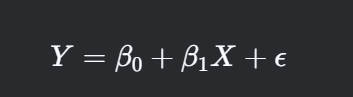 Y = β₀ + β₁X + ϵ